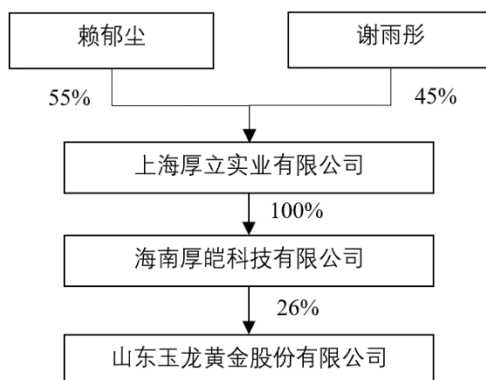 赖郁尘
谢雨彤
55%
45%
上海厚立实业有限公司
100%
海南厚皑科技有限公司
26%
山东玉龙黄金股份有限公司